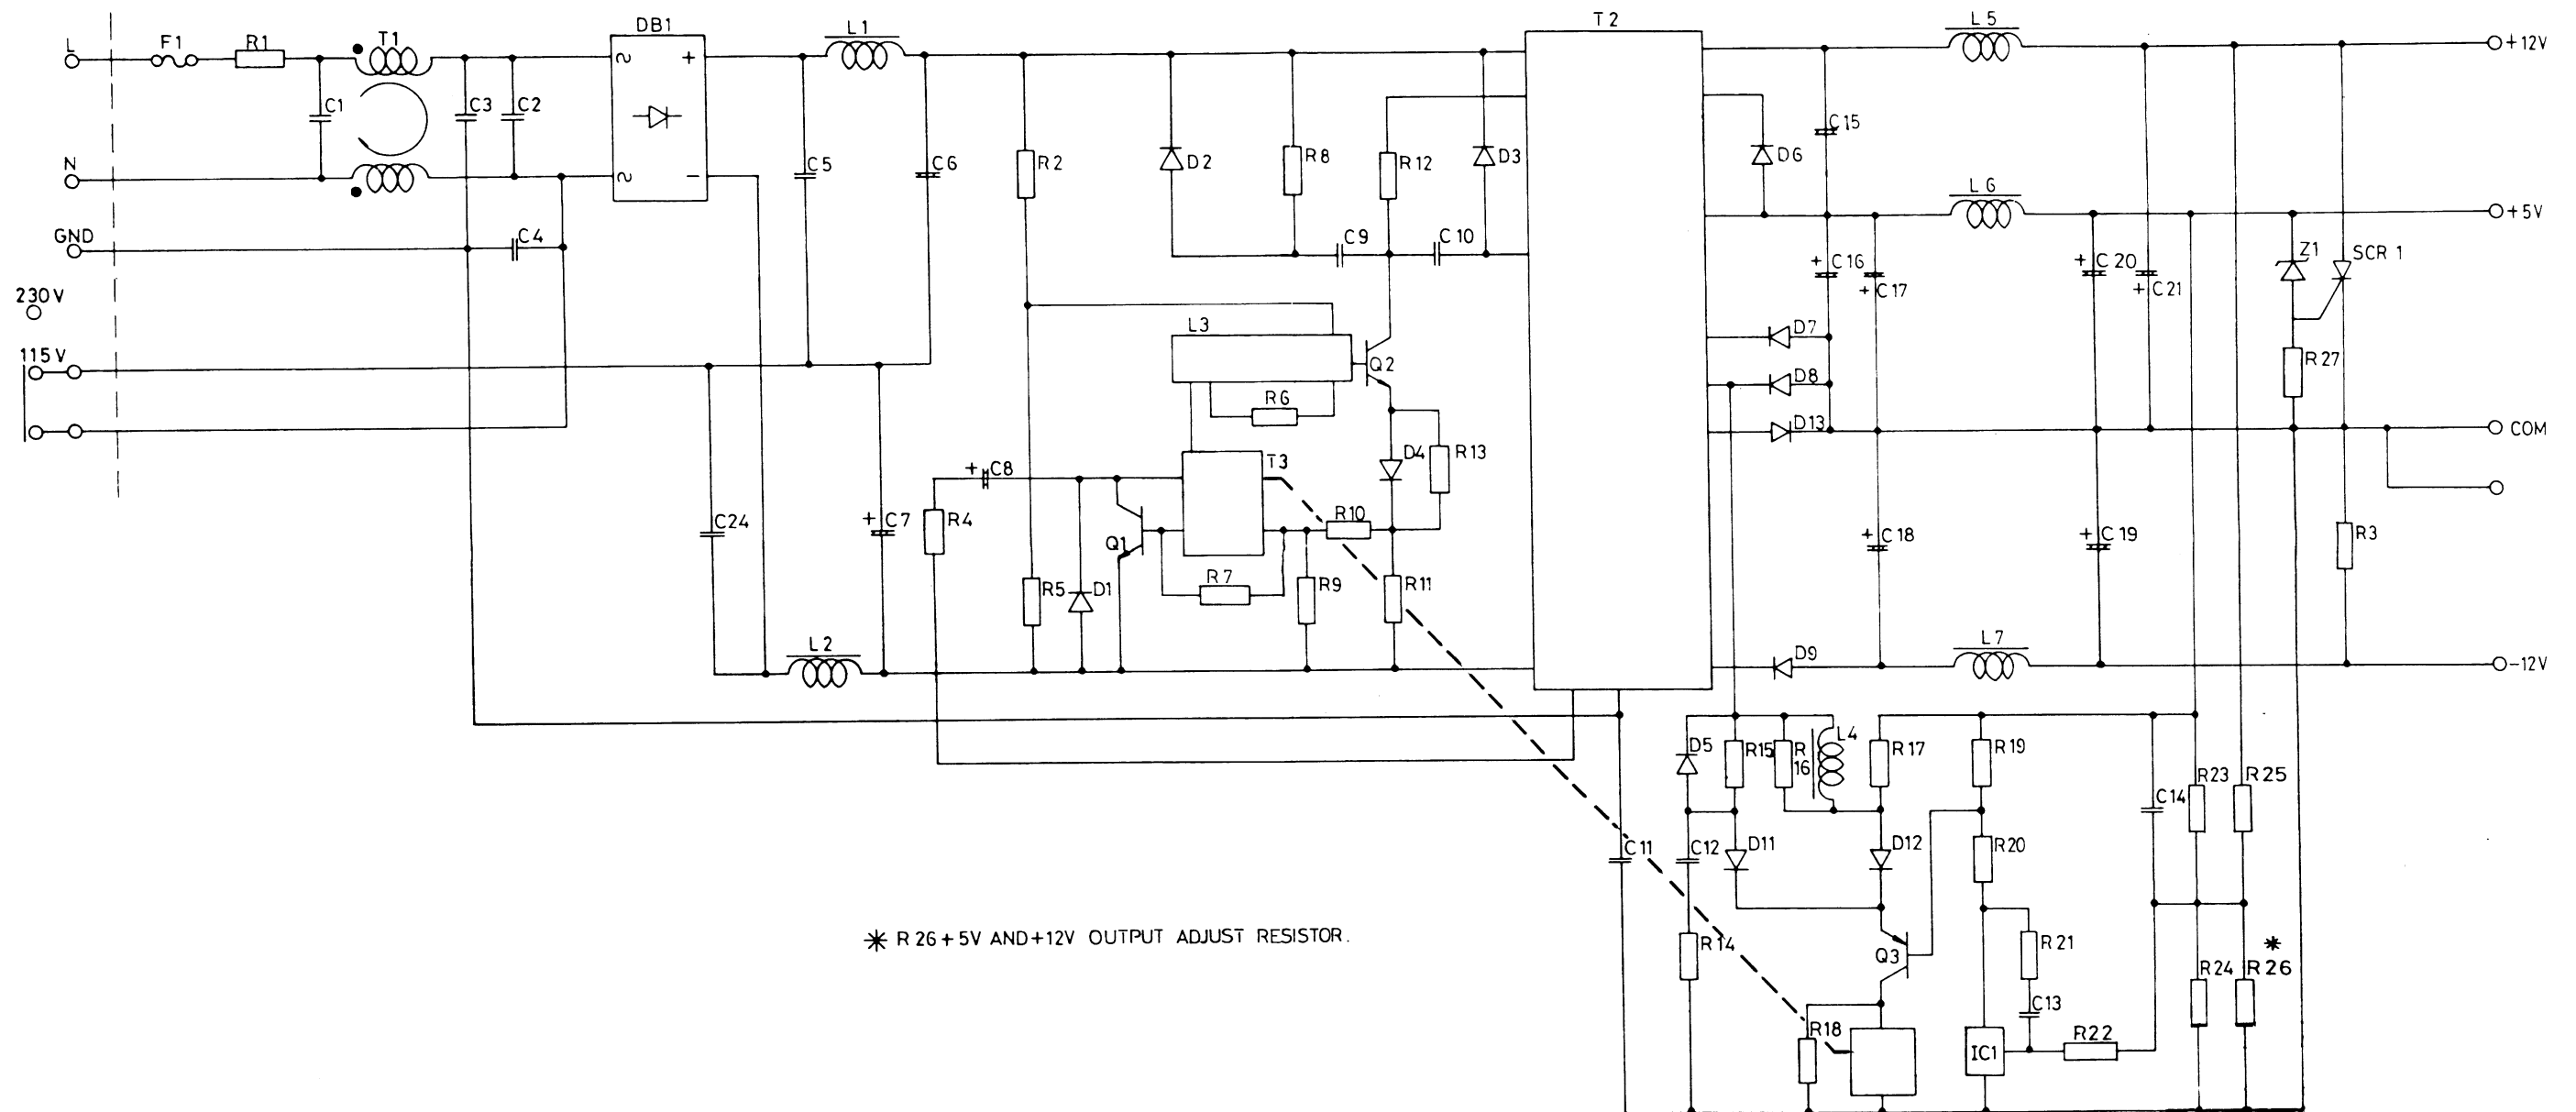 L F1 R1 T1 DB1 L1 T2 L5 +12V
C1 C3 C2 C5 C6 R2 D2 R8 R12 D3 D6 C15
2 +
2 -
N
L6 +5V
GND C4 C9 C10 + C16 + C17 + C20 + C21 Z1 SCR 1
230V
L3 D7
115V Q2 D8 R27
R6 D13 COM
+ C8 T3 D4 R13
C24 + C7 R4 Q1 R10 + C18 + C19 R3
R5 D1 R7 R9 R11
L2 D9 L7 -12V
D5 R15 R 16 L4 R17 R19 R23 R25
C14
C11 C12 D11 D12 R20
✳ R 26 + 5V AND +12V OUTPUT ADJUST RESISTOR.
R14 Q3 R21 R24 ✳ R26
C13
R18 IC1 R22